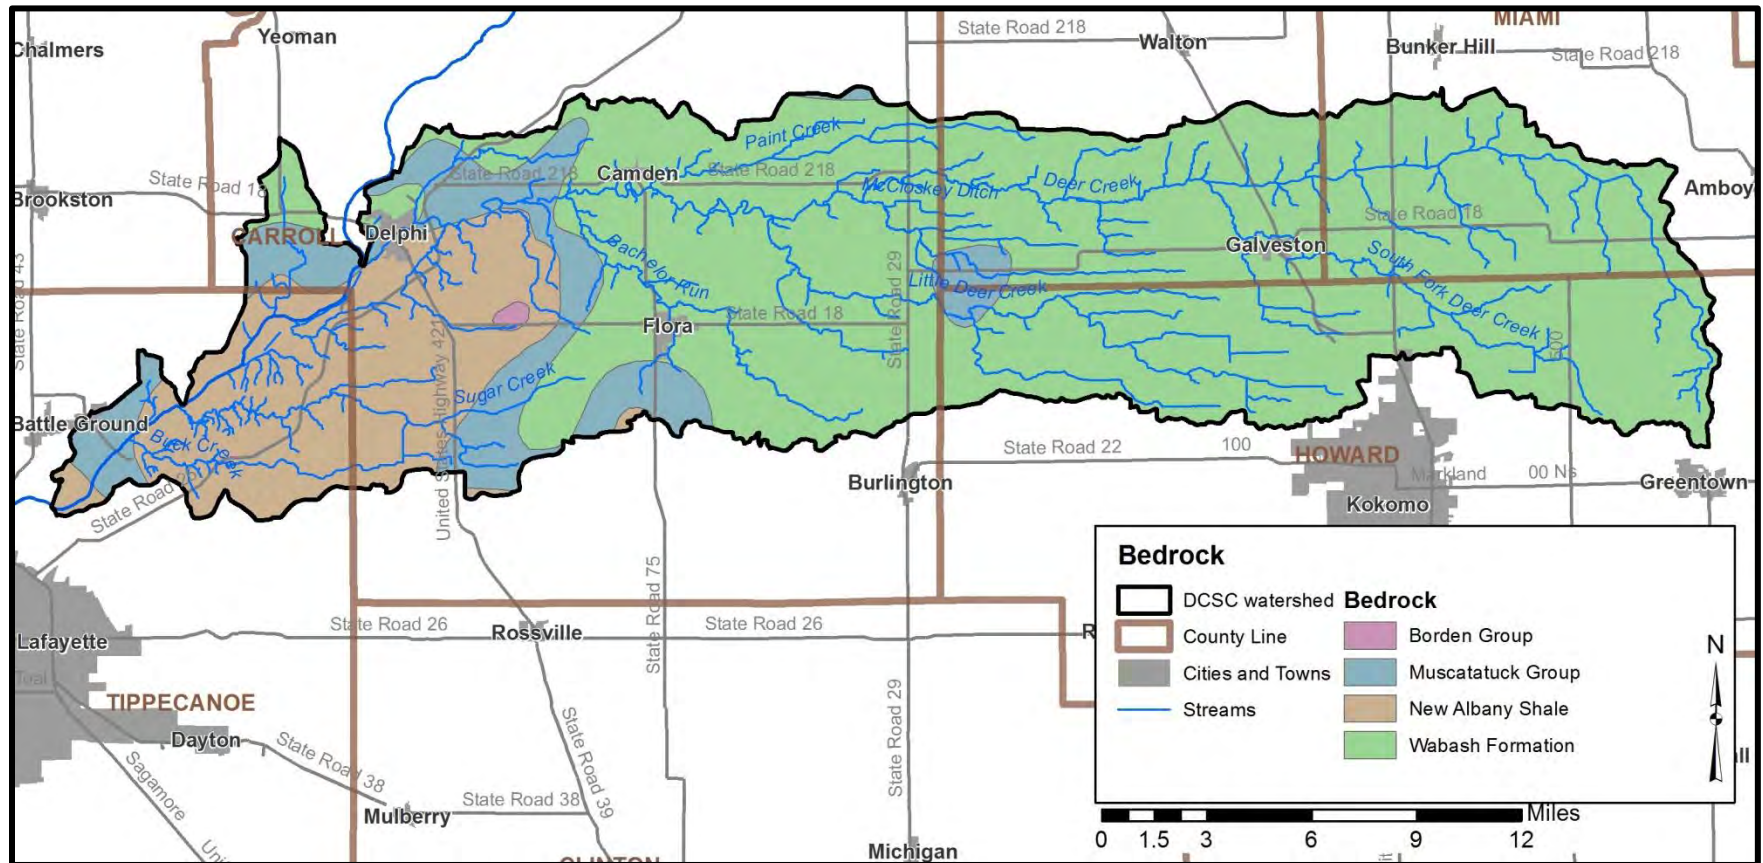 MIAMI
State Road 218
Yeoman
Walton
Chalmers
Bunker Hill
State Road 218
Paint Creek
State Road 218
State Road 218
Camden
State Road 18
McCloskey Ditch
Deer Creek
Amboy
Brookston
State Road 18
CARROLL
Delphi
Galveston
Bachelor Run
South Fork Deer Creek
State Road 43
State Road 29
Little Deer Creek
State Road 18
Flora
500
United States Highway 421
Sugar Creek
Battle Ground
Buck Creek
State Road 22
100
HOWARD
Markland
00 Ns
Burlington
Greentown
Kokomo
State Road
Bedrock
DCSC watershed
Bedrock
County Line
Borden Group
Cities and Towns
Muscatatuck Group
Streams
New Albany Shale
Wabash Formation
N
State Road 75
State Road 26
Rossville
State Road 26
Lafayette
TIPPECANOE
Dayton
State Road 38
State Road 39
State Road 29
Sagamore
State Road 38
Mulberry
Michigan
CLINTON
Miles
0 1.5 3 6 9 12